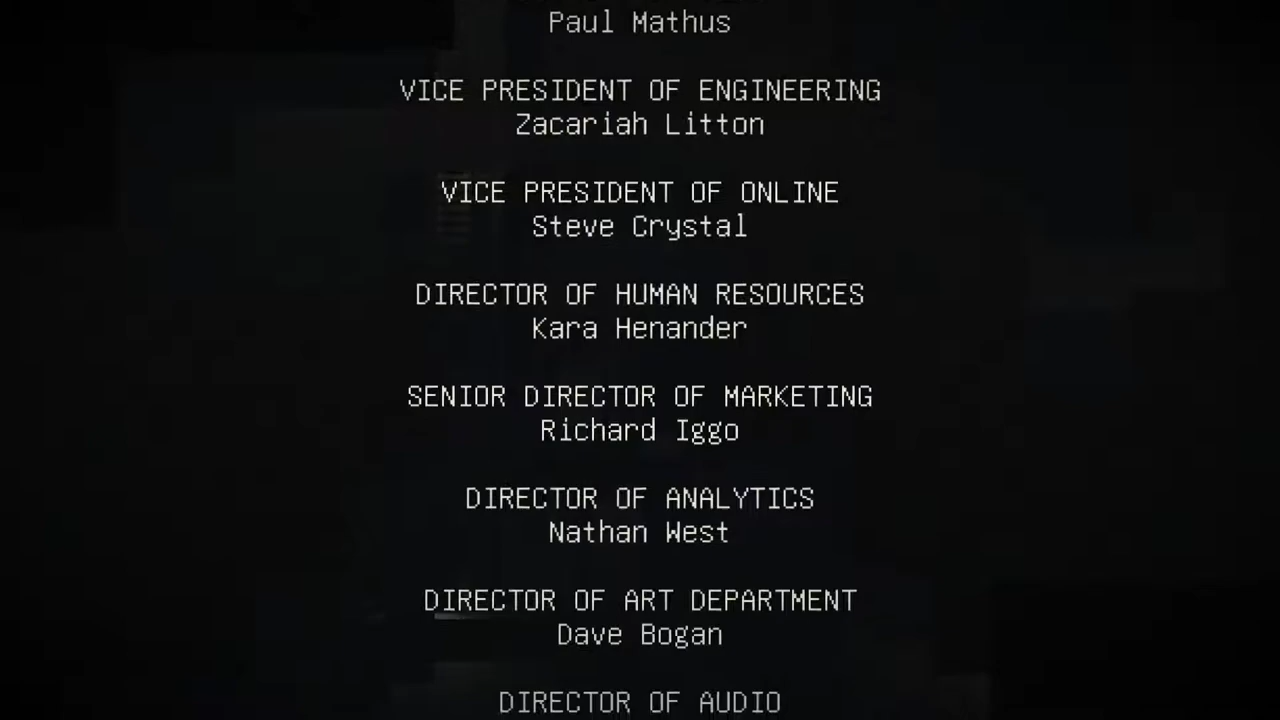 Paul Mathus
VICE PRESIDENT OF ENGINEERING
Zacariah Litton
VICE PRESIDENT OF ONLINE
Steve Crystal
DIRECTOR OF HUMAN RESOURCES
Kara Henander
SENIOR DIRECTOR OF MARKETING
Richard Iggo
DIRECTOR OF ANALYTICS
Nathan West
DIRECTOR OF ART DEPARTMENT
Dave Bogan
DIRECTOR OF AUDIO